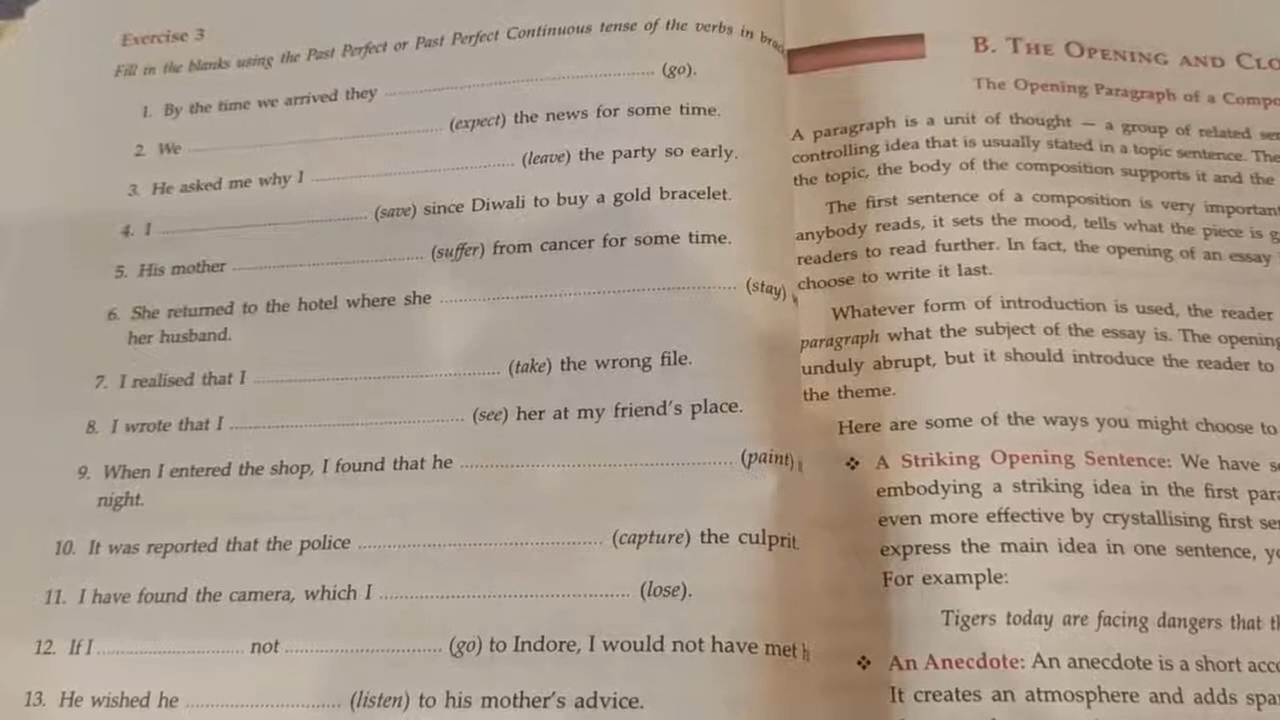 Exercise 3
Fill in the blanks using the Past Perfect or Past Perfect Continuous tense of the verbs in
1. By the time we arrived they .......... (go).
2. We .......... (expect) the news for some time.
3. He asked me why I .......... (leave) the party so early.
4. I .......... (save) since Diwali to buy a gold bracelet.
5. His mother .......... (suffer) from cancer for some time.
6. She returned to the hotel where she .......... (stay)
her husband.
7. I realised that I .......... (take) the wrong file.
8. I wrote that I .......... (see) her at my friend's place.
9. When I entered the shop, I found that he .......... (paint)
night.
10. It was reported that the police .......... (capture) the culprit
11. I have found the camera, which I .......... (lose).
12. If I .......... not .......... (go) to Indore, I would not have met
13. He wished he .......... (listen) to his mother's advice.
B. THE OPENING AND
The Opening Paragraph of a
A paragraph is a unit of thought — a group of related
controlling idea that is usually stated in a topic sentence. The
the topic, the body of the composition supports it and the
The first sentence of a composition is very important
anybody reads, it sets the mood, tells what the piece is
readers to read further. In fact, the opening of an essay
choose to write it last.
Whatever form of introduction is used, the reader
paragraph what the subject of the essay is. The opening
unduly abrupt, but it should introduce the reader to
the theme.
Here are some of the ways you might choose to
❖ A Striking Opening Sentence: We have
embodying a striking idea in the first
even more effective by crystallising first
express the main idea in one sentence,
For example:
Tigers today are facing dangers that
❖ An Anecdote: An anecdote is a short
It creates an atmosphere and adds